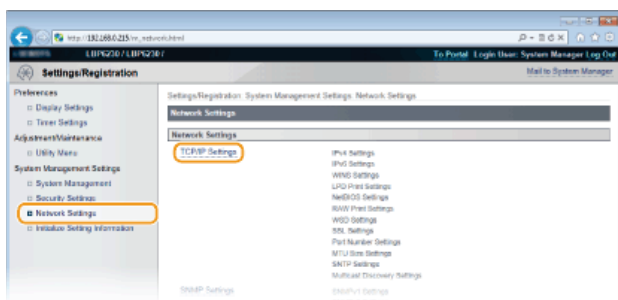 http://192.168.0.215/m_network.html
LBP6230 / LBP6230 /
To Portal Login User: System Manager Log Out
Settings/Registration
Mail to System Manager
Preferences
Display Settings
Timer Settings
Adjustment/Maintenance
Utility Menu
System Management Settings
System Management
Security Settings
Network Settings
Initialize Setting Information
Settings/Registration: System Management Settings: Network Settings
Network Settings
Network Settings
TCP/IP Settings
IPv4 Settings
IPv6 Settings
WINS Settings
LPD Print Settings
NetBIOS Settings
RAW Print Settings
WSD Settings
SSL Settings
Port Number Settings
MTU Size Settings
SNTP Settings
Multicast Discovery Settings
SNMP Settings
SNMPv1 Settings